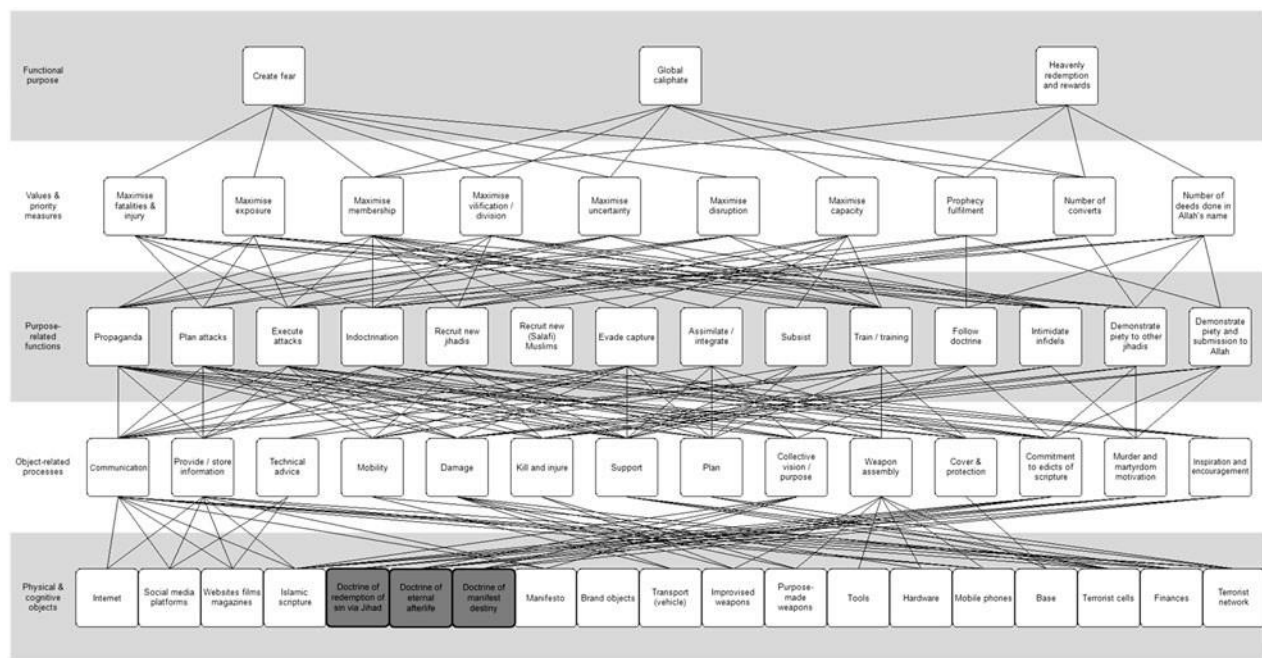 Functional
purpose
Create fear
Global
caliphate
Heavenly
redemption
and rewards
Values &
priority
measures
Maximise
fatalities &
injury
Maximise
exposure
Maximise
membership
Maximise
vilification /
division
Maximise
uncertainty
Maximise
disruption
Maximise
capacity
Prophecy
fulfilment
Number of
converts
Number of
deeds done in
Allah's name
Purpose-
related
functions
Propaganda
Plan attacks
Execute
attacks
Indoctrination
Recruit new
jihadis
Recruit new
(Salafi)
Muslims
Evade capture
Assimilate /
integrate
Subsist
Train / training
Follow
doctrine
Intimidate
infidels
Demonstrate
piety to other
jihadis
Demonstrate
piety and
submission to
Allah
Object-related
processes
Communication
Provide / store
information
Technical
advice
Mobility
Damage
Kill and injure
Support
Plan
Collective
vision /
purpose
Weapon
assembly
Cover &
protection
Commitment
to edicts of
scripture
Murder and
martyrdom
motivation
Inspiration and
encouragement
Physical &
cognitive
objects
Internet
Social media
platforms
Websites films
magazines
Islamic
scripture
Doctrine of
redemption of
sin via Jihad
Doctrine of
eternal
afterlife
Doctrine of
manifest
destiny
Manifesto
Brand objects
Transport
(vehicle)
Improvised
weapons
Purpose-
made
weapons
Tools
Hardware
Mobile phones
Base
Terrorist cells
Finances
Terrorist
network